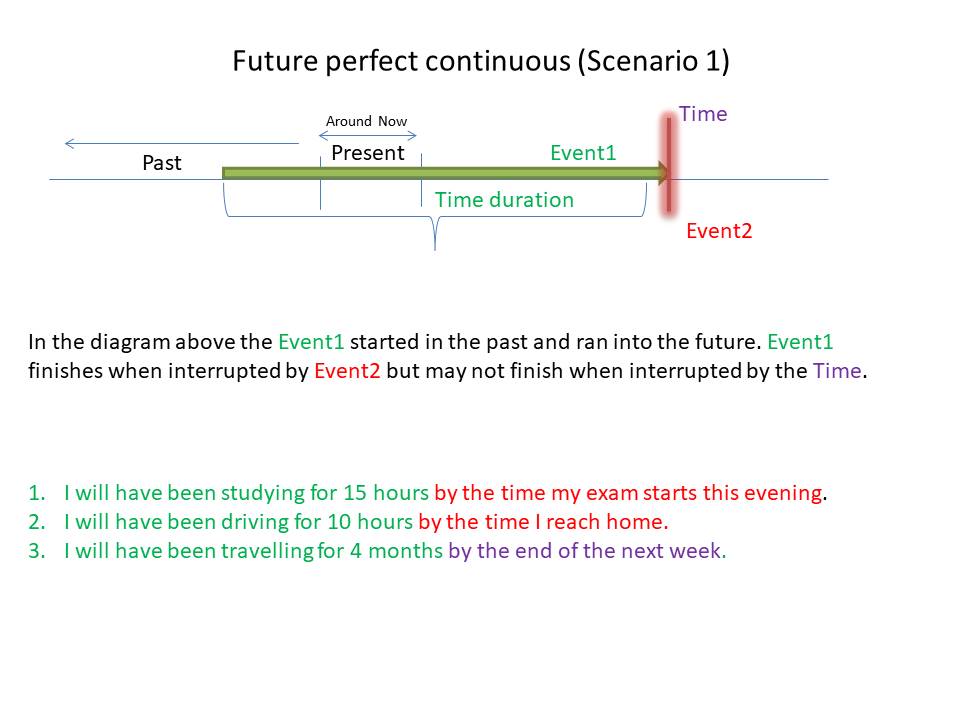 Future perfect continuous (Scenario 1)
Time
Around Now
Past
Present
Event1
Time duration
Event2
In the diagram above the Event1 started in the past and ran into the future. Event1
finishes when interrupted by Event2 but may not finish when interrupted by the Time.
1. I will have been studying for 15 hours by the time my exam starts this evening.
2. I will have been driving for 10 hours by the time I reach home.
3. I will have been travelling for 4 months by the end of the next week.